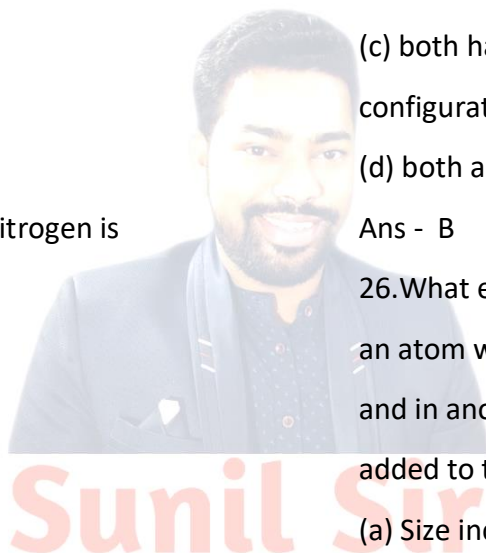 (c) both ha
configurat
(d) both a
itrogen is
Ans - B
26.What e
an atom w
and in ano
added to t
(a) Size inc
Sunil Sir